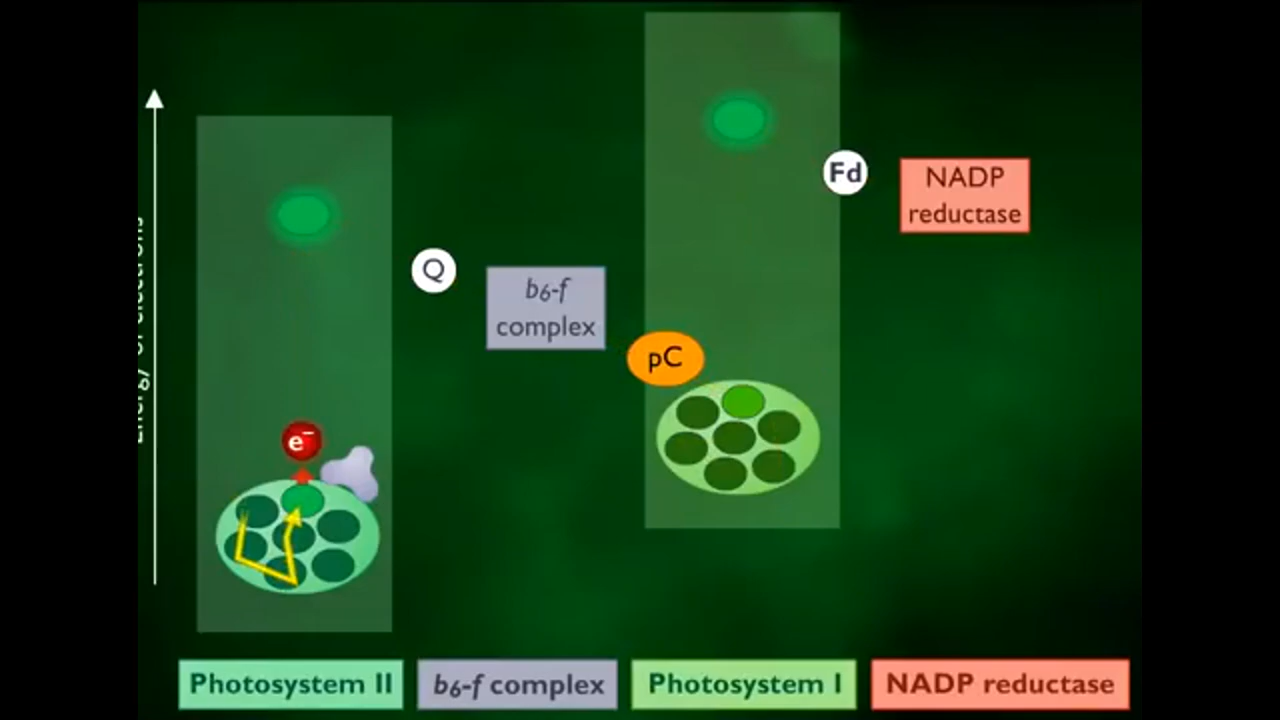 Fd
NADP
reductase
Q
b6-f
complex
pC
e⁻
Photosystem II
b6-f complex
Photosystem I
NADP reductase